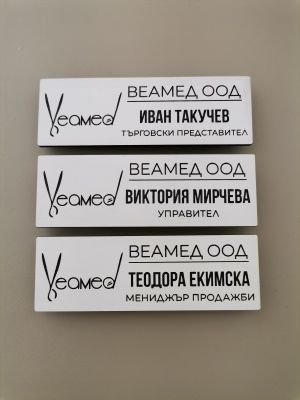 Veamed
ВЕАМЕД ООД
ИВАН ТАКУЧЕВ
ТЪРГОВСКИ ПРЕДСТАВИТЕЛ
Veamed
ВЕАМЕД ООД
ВИКТОРИЯ МИРЧЕВА
УПРАВИТЕЛ
Veamed
ВЕАМЕД ООД
ТЕОДОРА ЕКИМСКА
МЕНИДЖЪР ПРОДАЖБИ